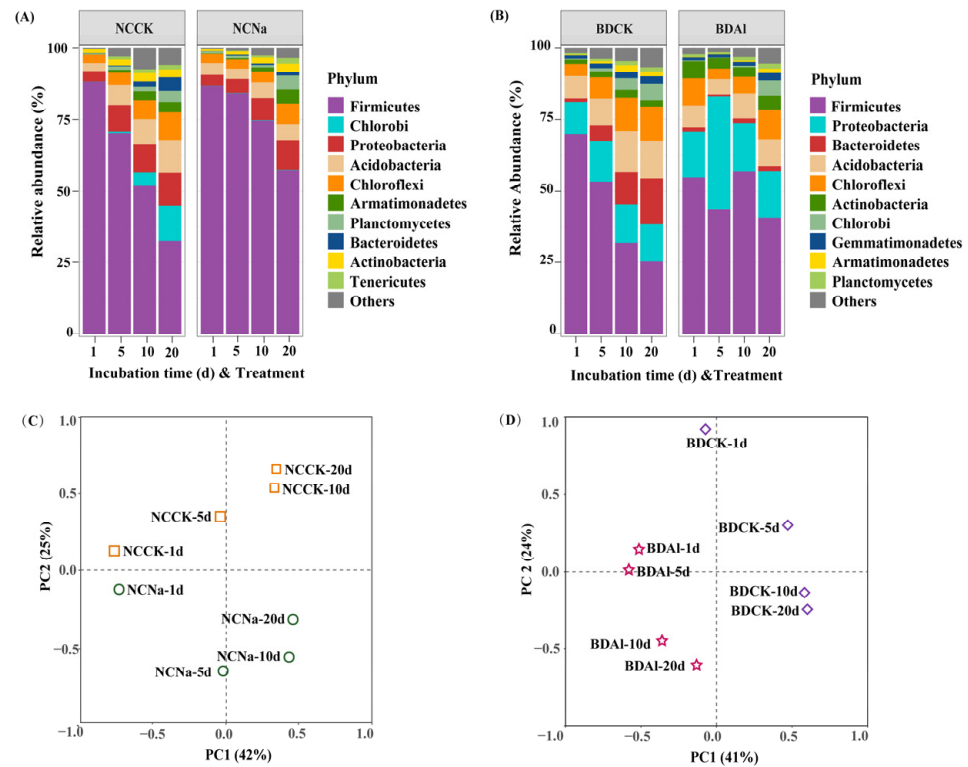 (A)
NCCK NCNa
Relative abundance (%)
100
75
50
25
0
1 5 10 20 1 5 10 20
Incubation time (d) & Treatment
Phylum
Firmicutes
Chlorobi
Proteobacteria
Acidobacteria
Chloroflexi
Armatimonadetes
Planctomycetes
Bacteroidetes
Actinobacteria
Tenericutes
Others
(B)
BDCK BDAl
Relative Abundance (%)
100
75
50
25
0
1 5 10 20 1 5 10 20
Incubation time (d) &Treatment
Phylum
Firmicutes
Proteobacteria
Bacteroidetes
Acidobacteria
Chloroflexi
Actinobacteria
Chlorobi
Gemmatimonadetes
Armatimonadetes
Planctomycetes
Others
(C)
1.0
0.5
0.0
−0.5
−1.0
PC2 (25%)
NCCK-20d
NCCK-10d
NCCK-5d
NCCK-1d
NCNa-1d
NCNa-20d
NCNa-10d
NCNa-5d
−0.5 0.0 0.5 1.0
PC1 (42%)
(D)
1.0
0.5
0.0
−0.5
−1.0
PC 2 (24%)
BDCK-1d
BDCK-5d
BDAl-1d
BDAl-5d
BDCK-10d
BDCK-20d
BDAl-10d
BDAl-20d
−0.5 0.0 0.5 1.0
PC1 (41%)